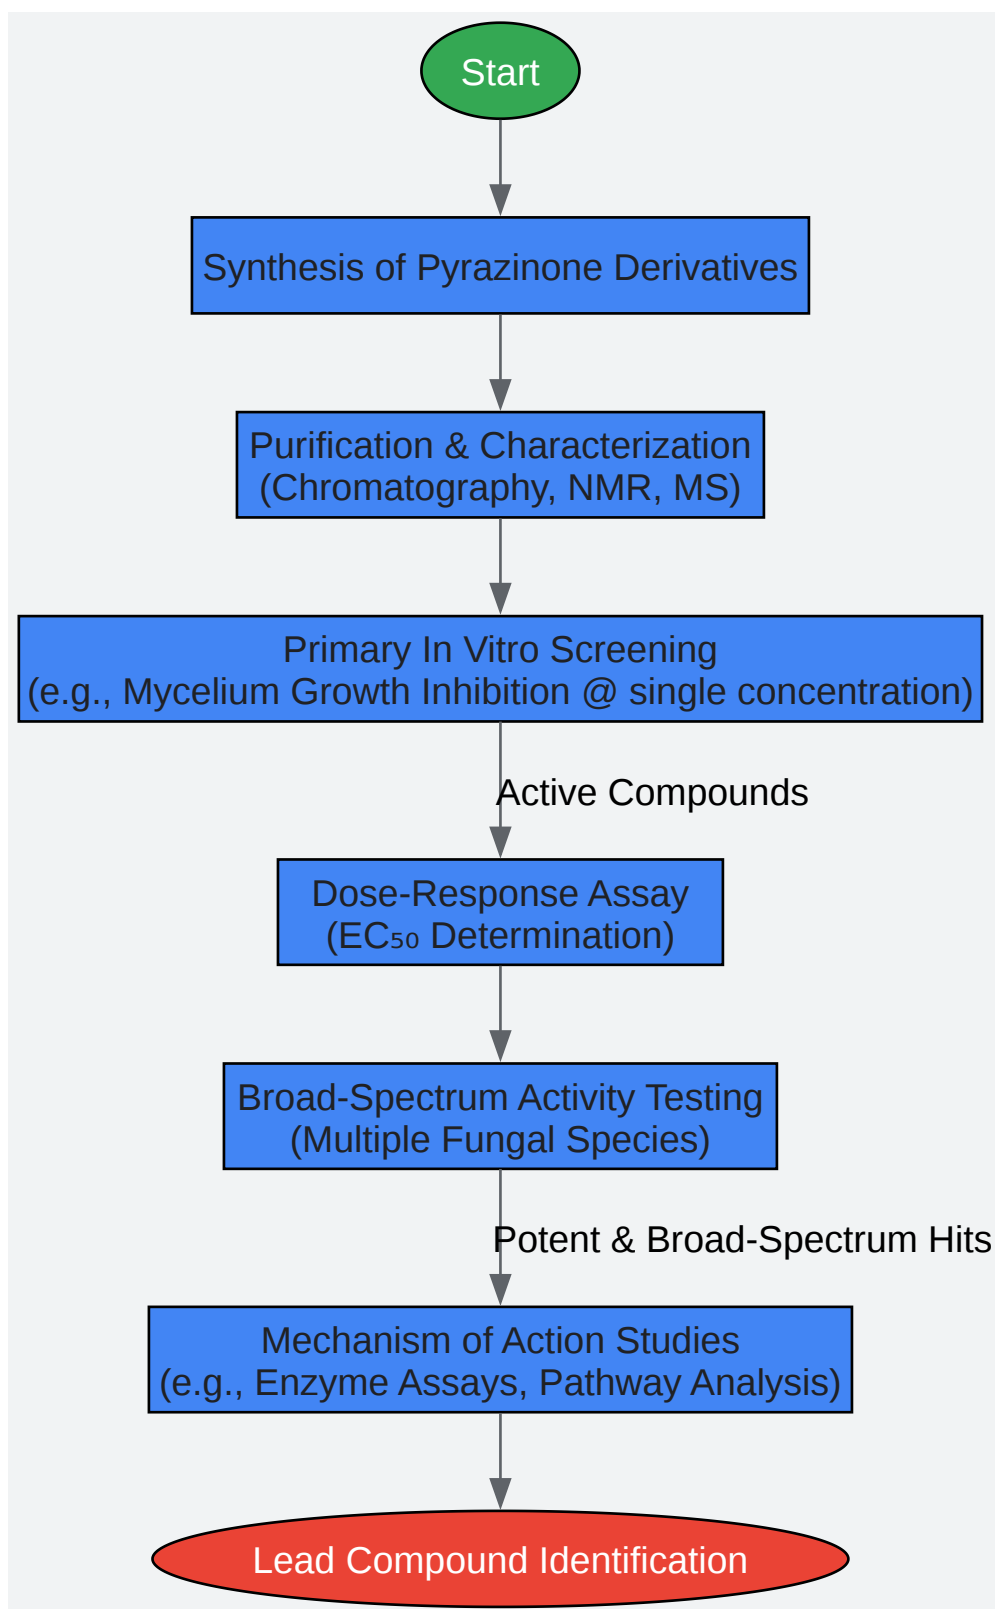 Start
Synthesis of Pyrazinone Derivatives
Purification & Characterization
(Chromatography, NMR, MS)
Primary In Vitro Screening
(e.g., Mycelium Growth Inhibition @ single concentration)
Active Compounds
Dose-Response Assay
(EC₅₀ Determination)
Broad-Spectrum Activity Testing
(Multiple Fungal Species)
Potent & Broad-Spectrum Hits
Mechanism of Action Studies
(e.g., Enzyme Assays, Pathway Analysis)
Lead Compound Identification